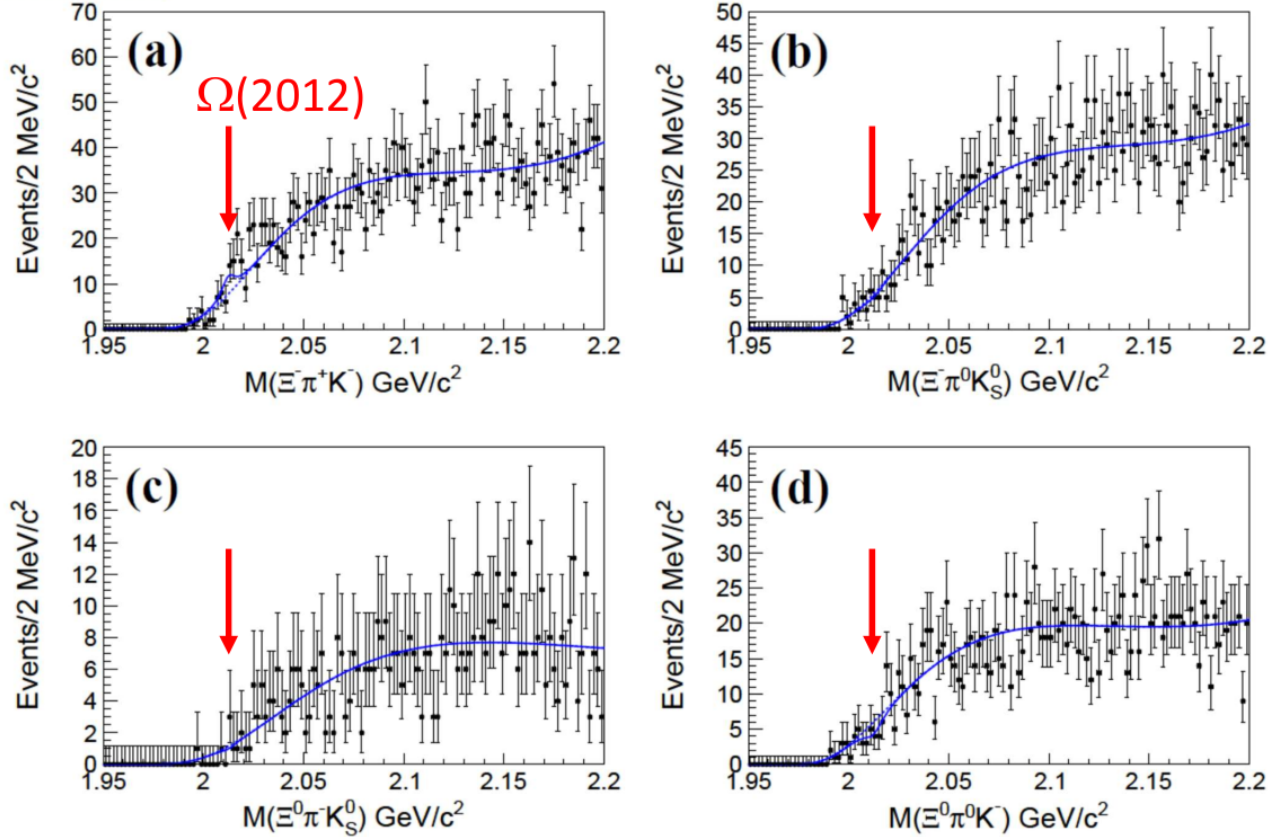 (a)
Ω(2012)
Events/2 MeV/c²
70
60
50
40
30
20
10
0
1.95 2 2.05 2.1 2.15 2.2
M(Ξ⁻π⁺K⁻) GeV/c²
(b)
Events/2 MeV/c²
50
45
40
35
30
25
20
15
10
5
0
1.95 2 2.05 2.1 2.15 2.2
M(Ξ⁻π⁰K⁰S) GeV/c²
(c)
Events/2 MeV/c²
20
18
16
14
12
10
8
6
4
2
0
1.95 2 2.05 2.1 2.15 2.2
M(Ξ⁰π⁻K⁰S) GeV/c²
(d)
Events/2 MeV/c²
45
40
35
30
25
20
15
10
5
0
1.95 2 2.05 2.1 2.15 2.2
M(Ξ⁰π⁰K⁻) GeV/c²